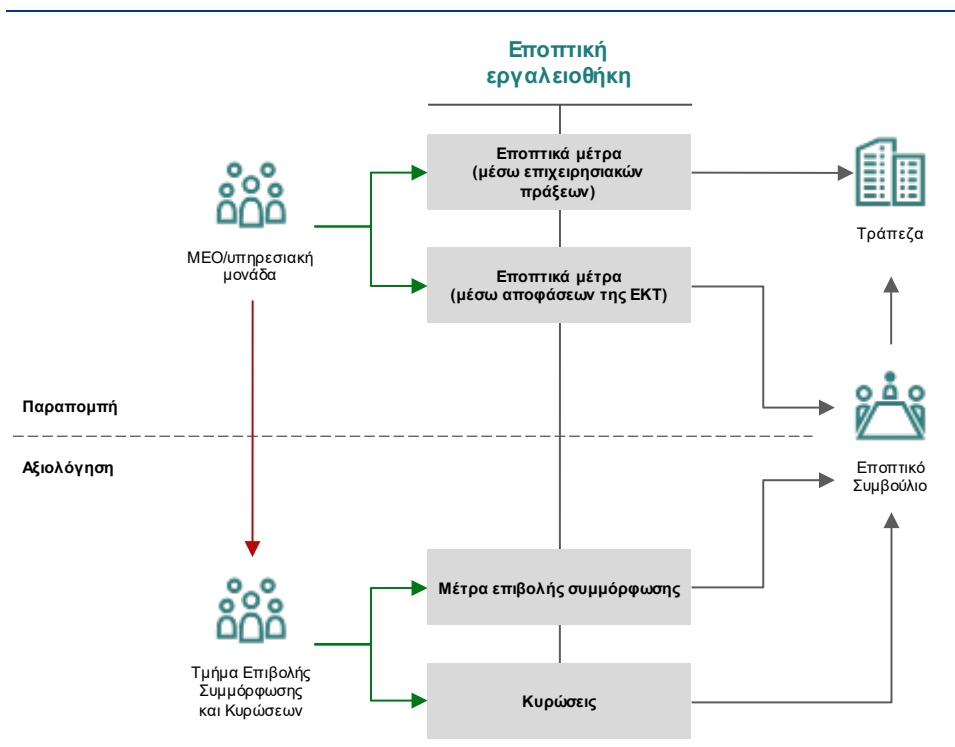 Εποπτική
εργαλειοθήκη
Εποπτικά μέτρα
(μέσω επιχειρησιακών
πράξεων)
ΜΕΟ/υπηρεσιακή
μονάδα
Τράπεζα
Εποπτικά μέτρα
(μέσω αποφάσεων της ΕΚΤ)
Παραπομπή
Αξιολόγηση
Εποπτικό
Συμβούλιο
Μέτρα επιβολής συμμόρφωσης
Τμήμα Επιβολής
Συμμόρφωσης
και Κυρώσεων
Κυρώσεις